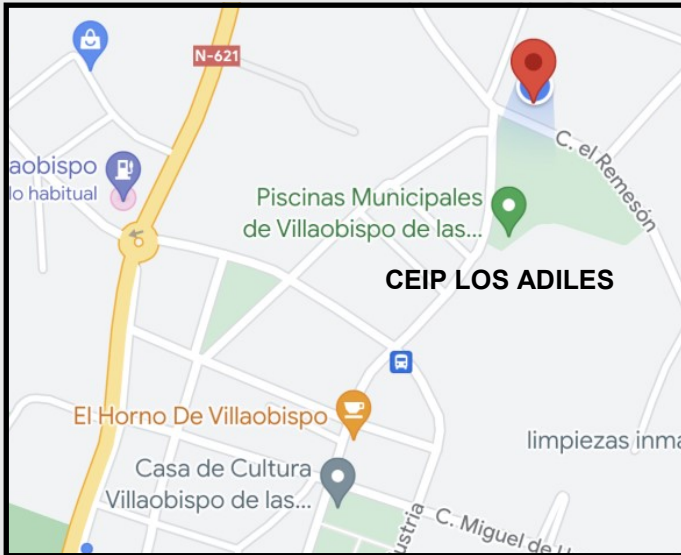 N-621
aobispo
lo habitual
C. el Remesón
Piscinas Municipales
de Villaobispo de las...
CEIP LOS ADILES
El Horno De Villaobispo
limpiezas inma
Casa de Cultura
Villaobispo de las...
ustria
C. Miguel de U